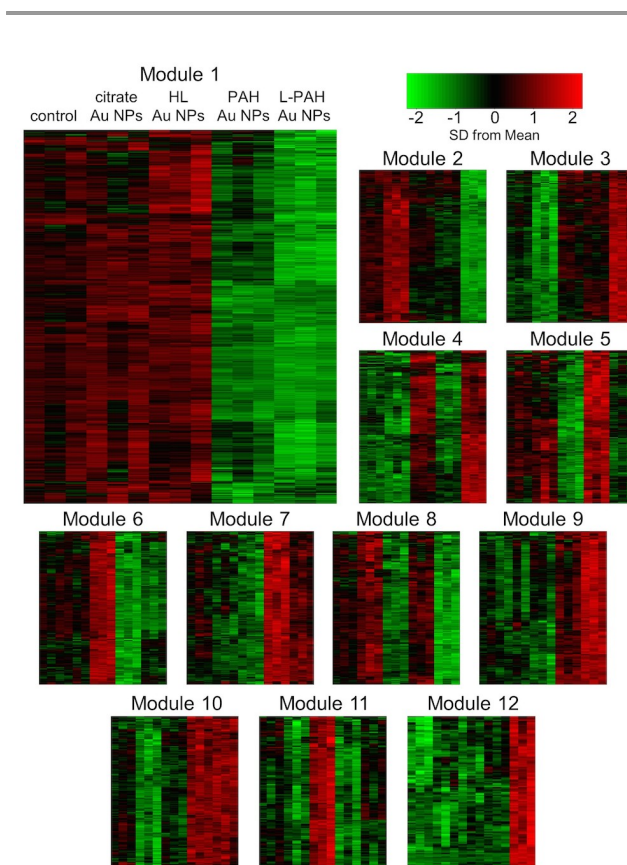 Module 1
control
citrate Au NPs
HL Au NPs
PAH Au NPs
L-PAH Au NPs
-2 -1 0 1 2
SD from Mean
Module 2
Module 3
Module 4
Module 5
Module 6
Module 7
Module 8
Module 9
Module 10
Module 11
Module 12